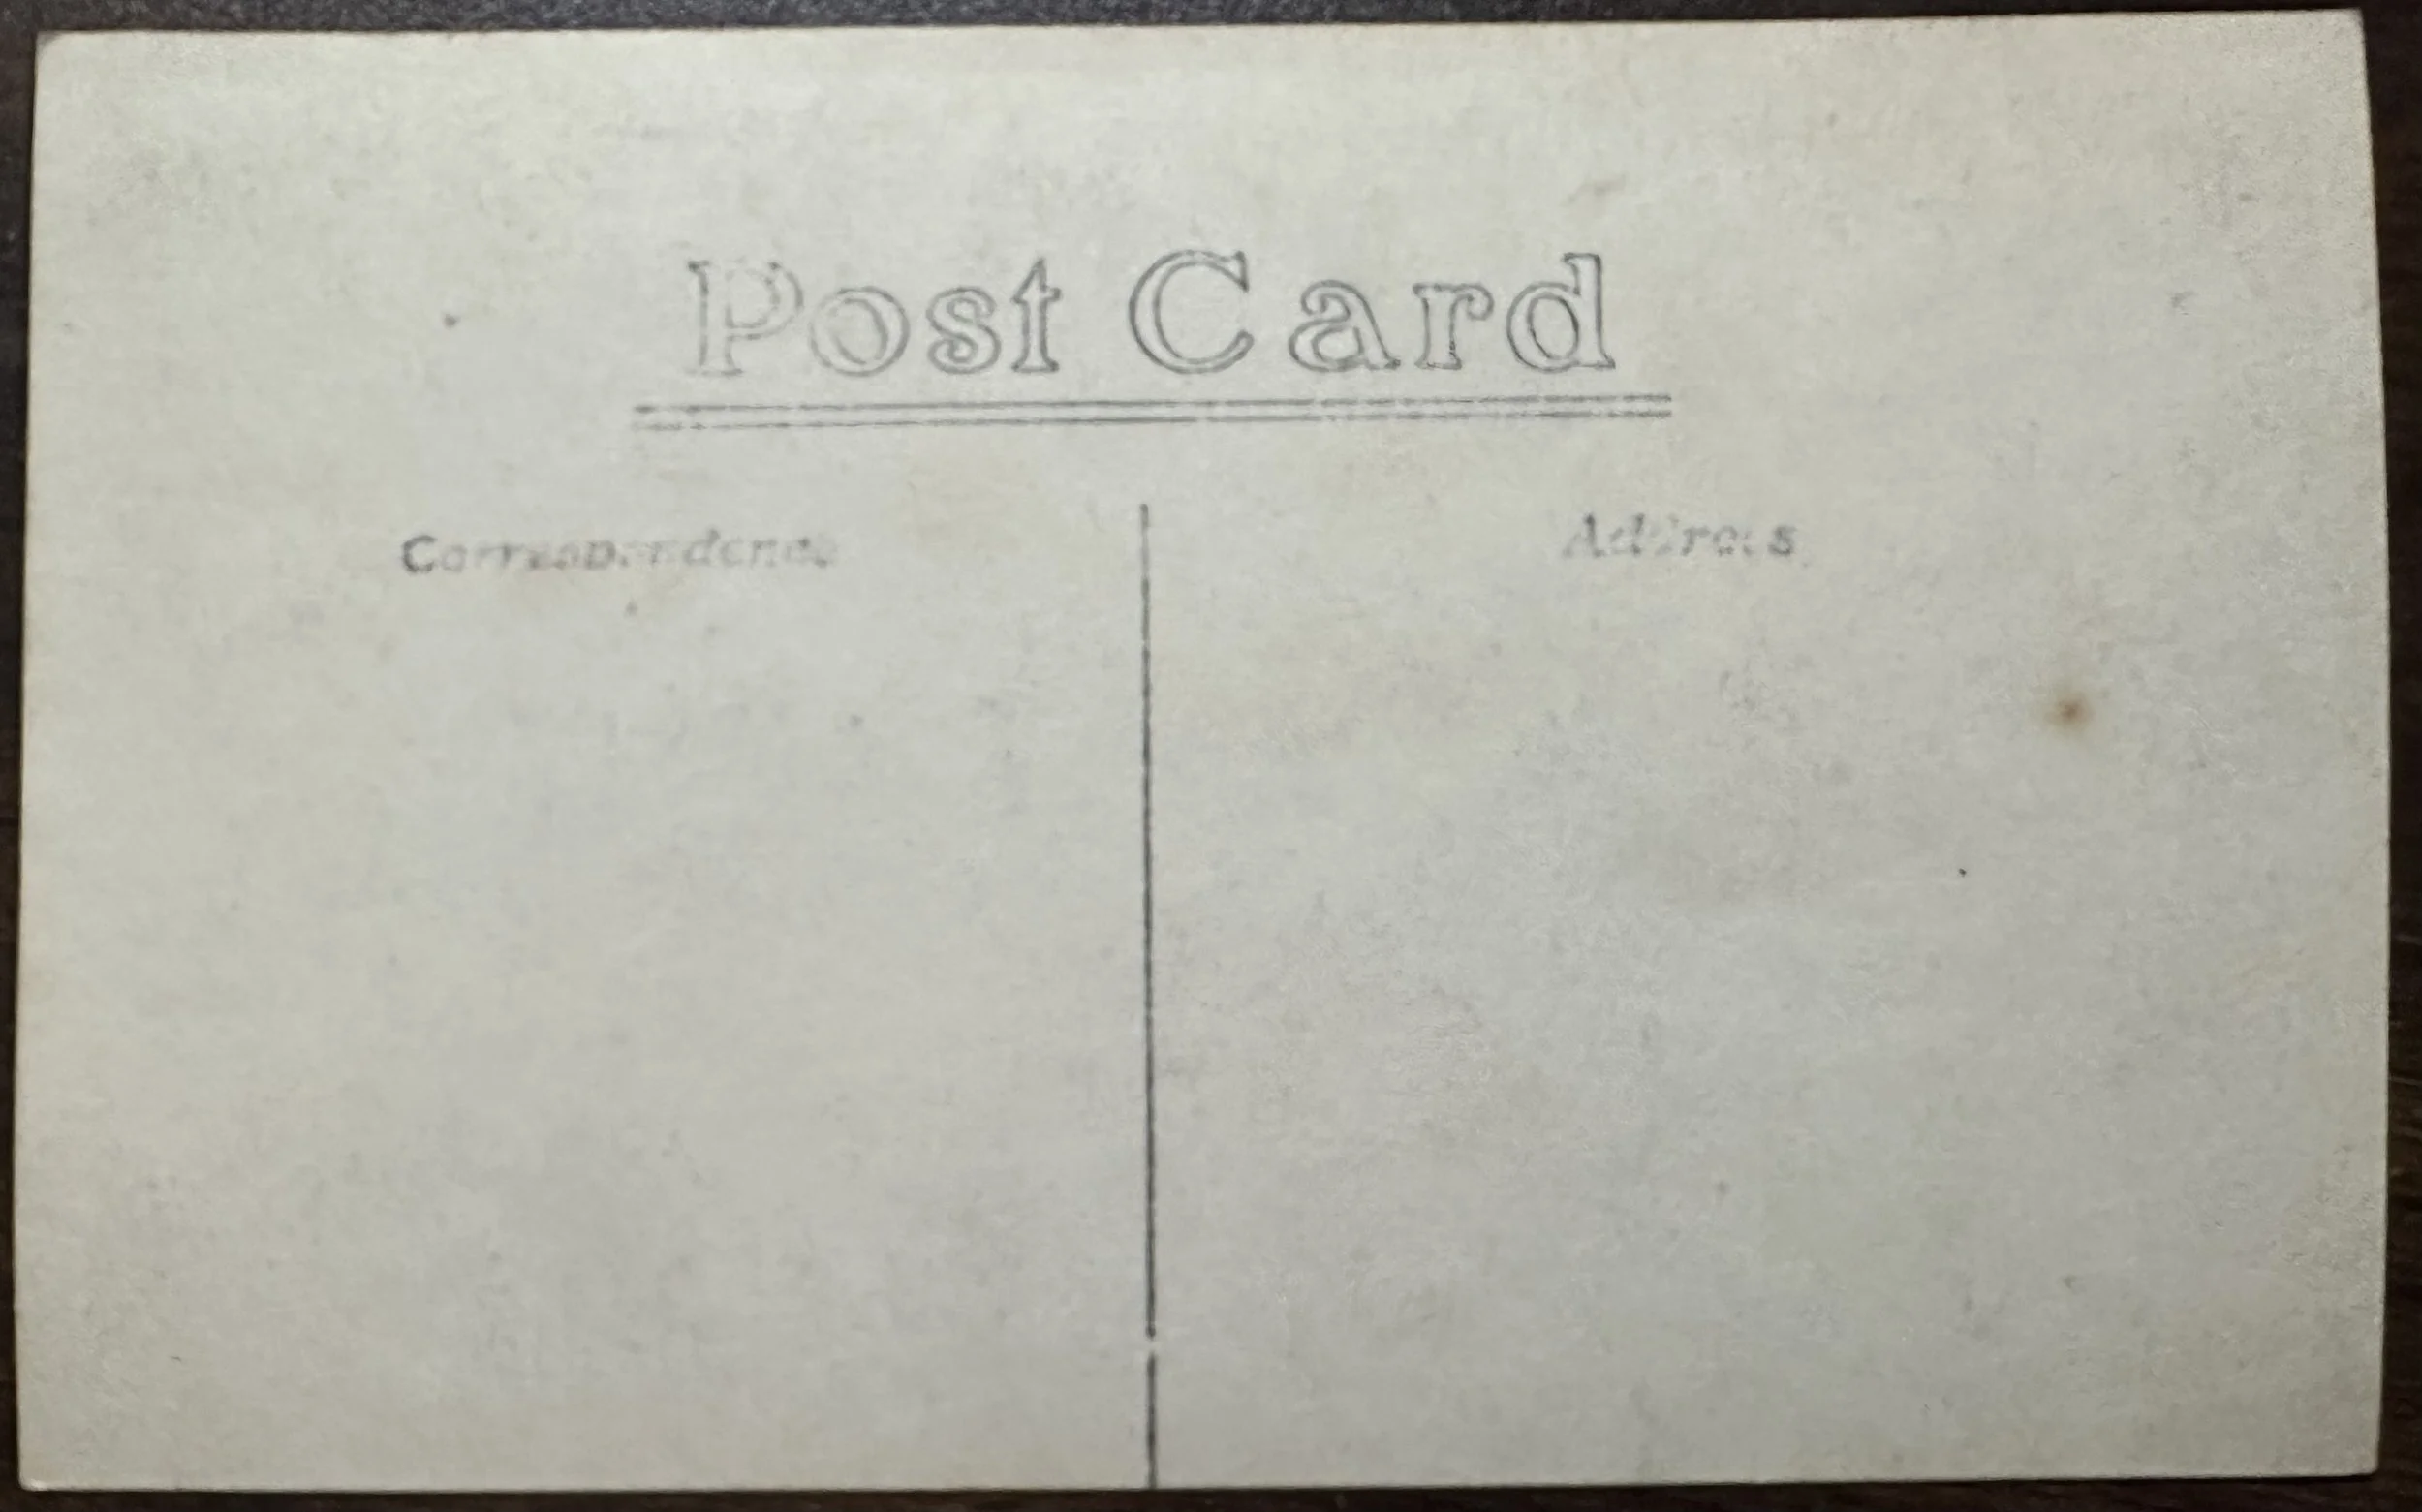 Post Card
Correspondence
Address